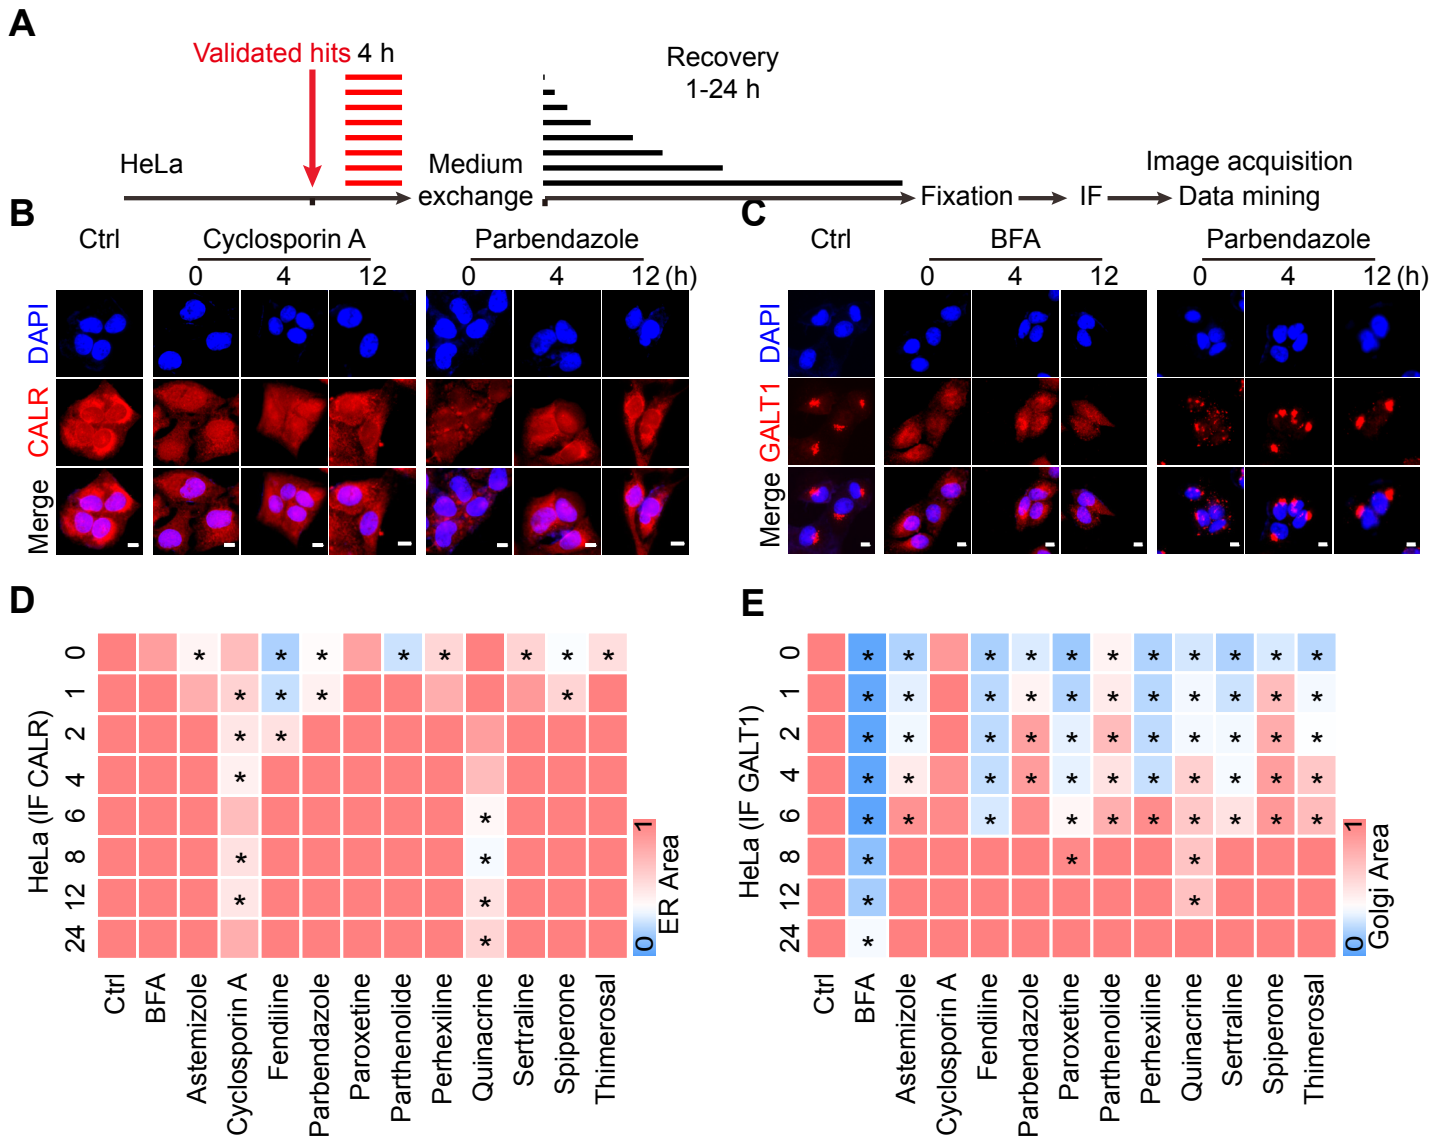 A
Validated hits 4 h
Recovery
1-24 h
HeLa
Medium
exchange
Fixation
IF
Image acquisition
Data mining
B
Ctrl
Cyclosporin A
Parbendazole
0 4 12 0 4 12 (h)
DAPI
CALR
Merge
C
Ctrl
BFA
Parbendazole
0 4 12 0 4 12 (h)
DAPI
GALT1
Merge
D
HeLa (IF CALR)
0
* * * * * * * *
1
* * * *
2
* *
4
*
6
*
8
* *
12
* *
24
*
Ctrl
BFA
Astemizole
Cyclosporin A
Fendiline
Parbendazole
Paroxetine
Parthenolide
Perhexiline
Quinacrine
Sertraline
Spiperone
Thimerosal
1
0
ER Area
E
HeLa (IF GALT1)
0
* * * * * * * * * * *
1
* * * * * * * * * * *
2
* * * * * * * * * * *
4
* * * * * * * * * * *
6
* * * * * * * * * *
8
* * *
12
* *
24
*
Ctrl
BFA
Astemizole
Cyclosporin A
Fendiline
Parbendazole
Paroxetine
Parthenolide
Perhexiline
Quinacrine
Sertraline
Spiperone
Thimerosal
1
0
Golgi Area